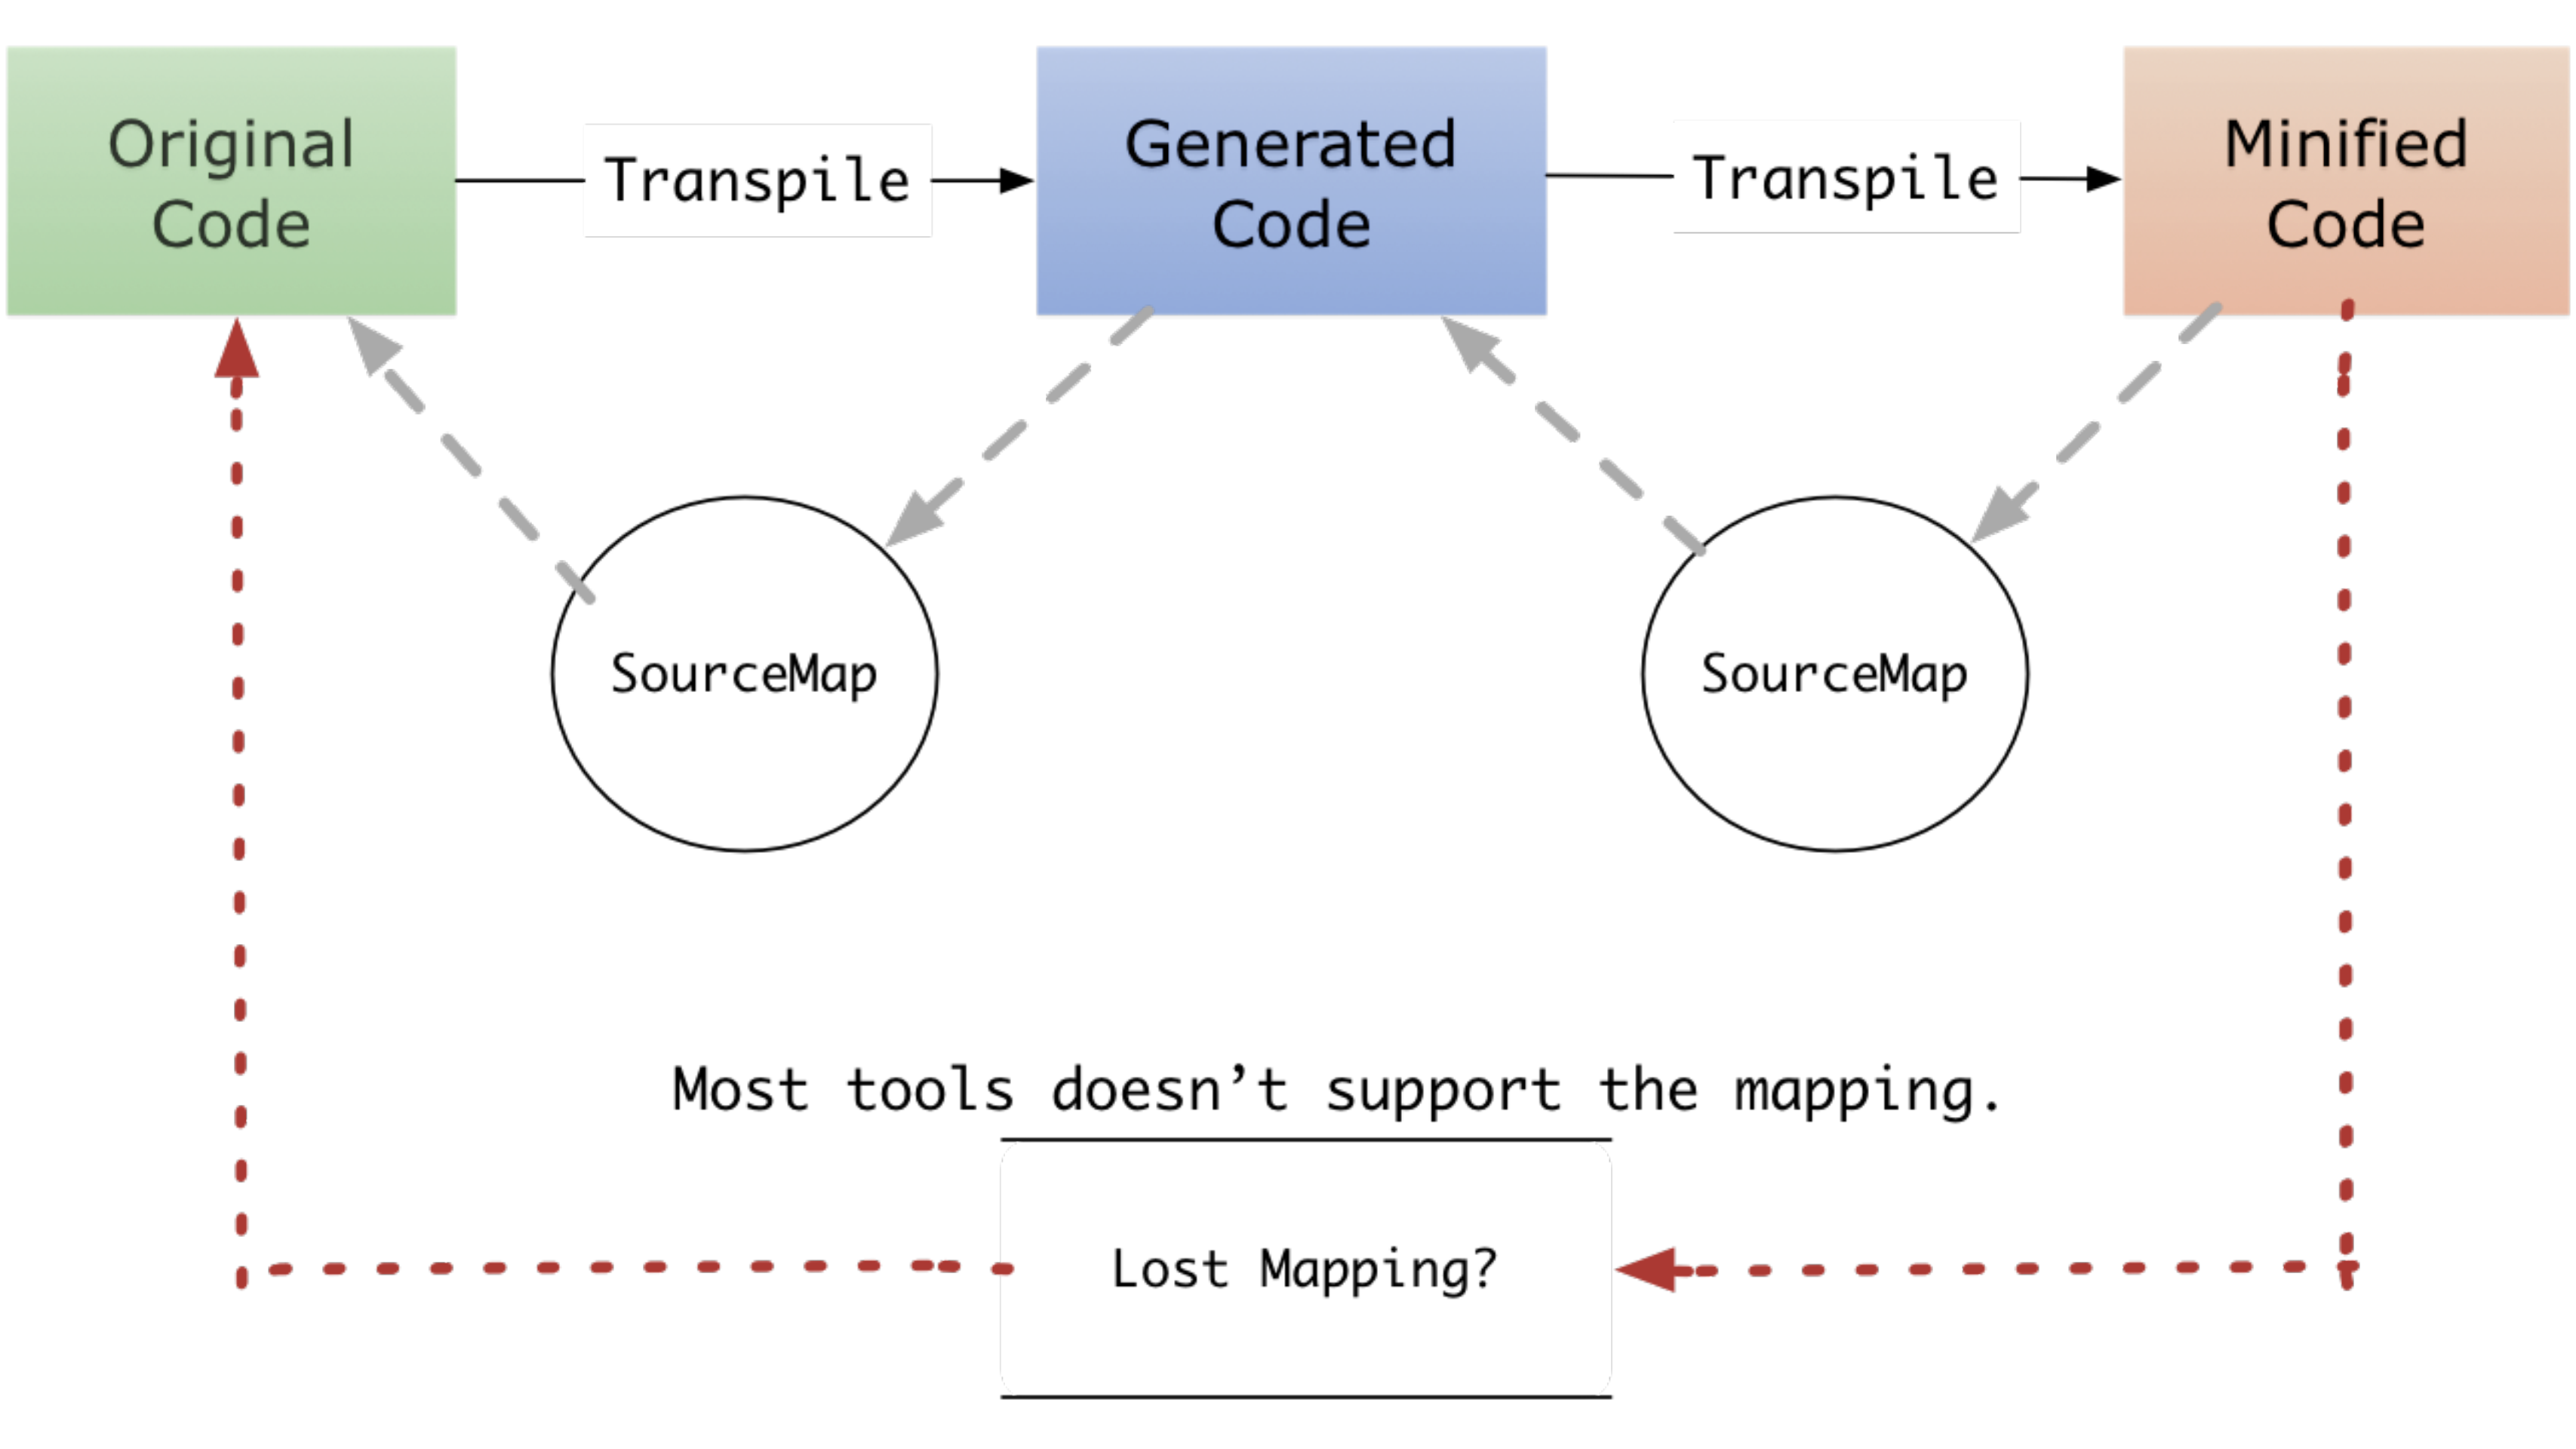 Original
Code
Transpile
Generated
Code
Transpile
Minified
Code
SourceMap
SourceMap
Most tools doesn’t support the mapping.
Lost Mapping?